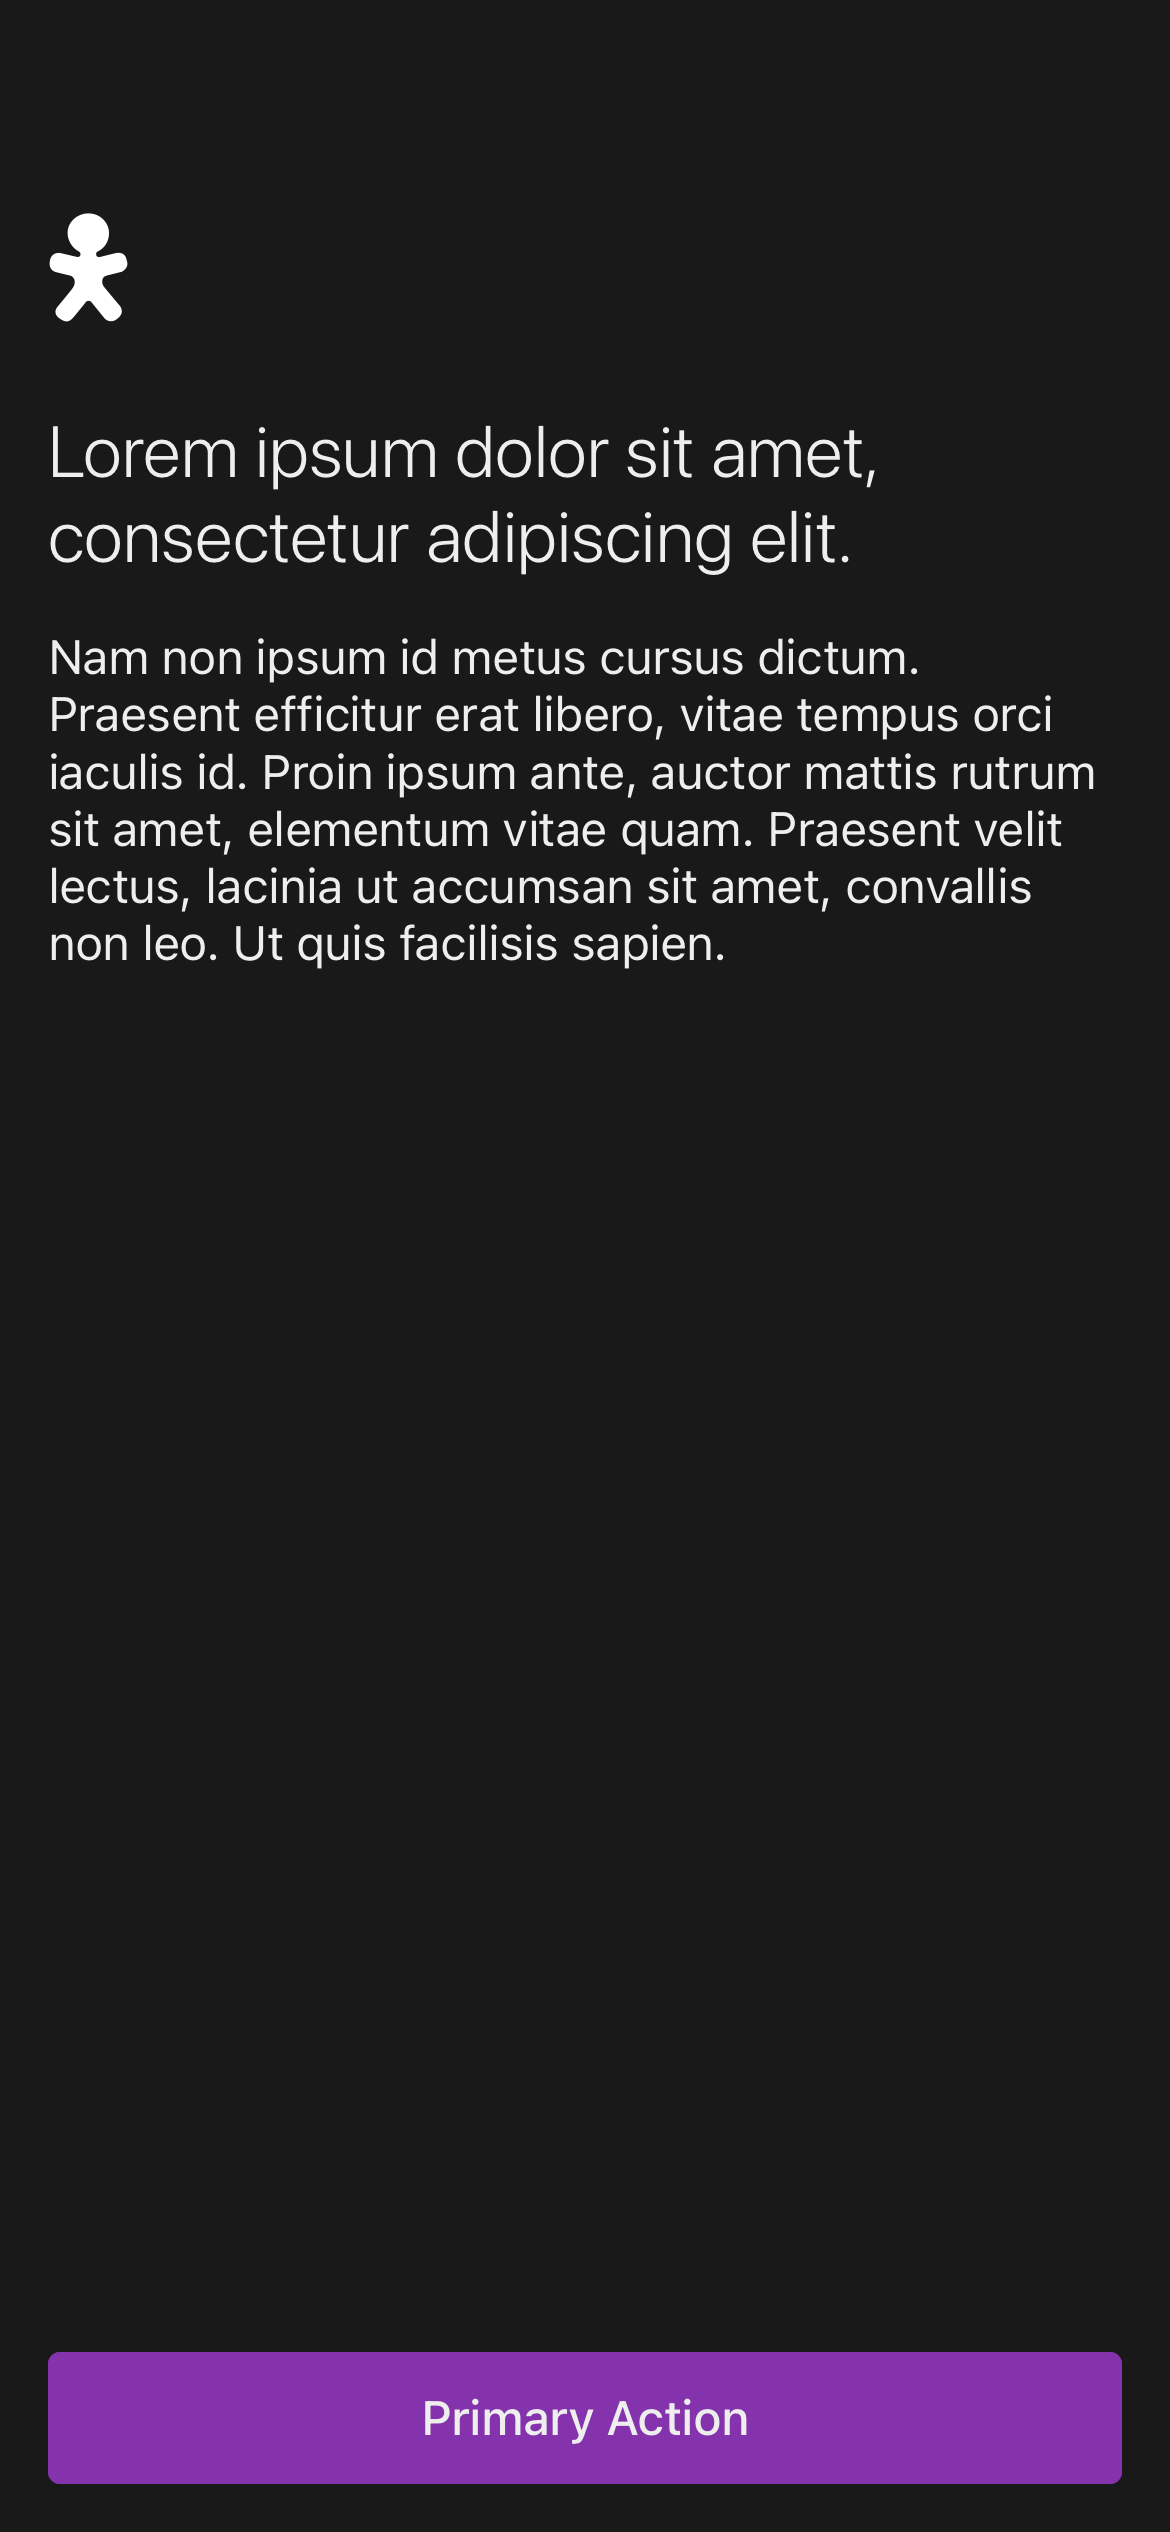 Lorem ipsum dolor sit amet,
consectetur adipiscing elit.
Nam non ipsum id metus cursus dictum.
Praesent efficitur erat libero, vitae tempus orci
iaculis id. Proin ipsum ante, auctor mattis rutrum
sit amet, elementum vitae quam. Praesent velit
lectus, lacinia ut accumsan sit amet, convallis
non leo. Ut quis facilisis sapien.
Primary Action